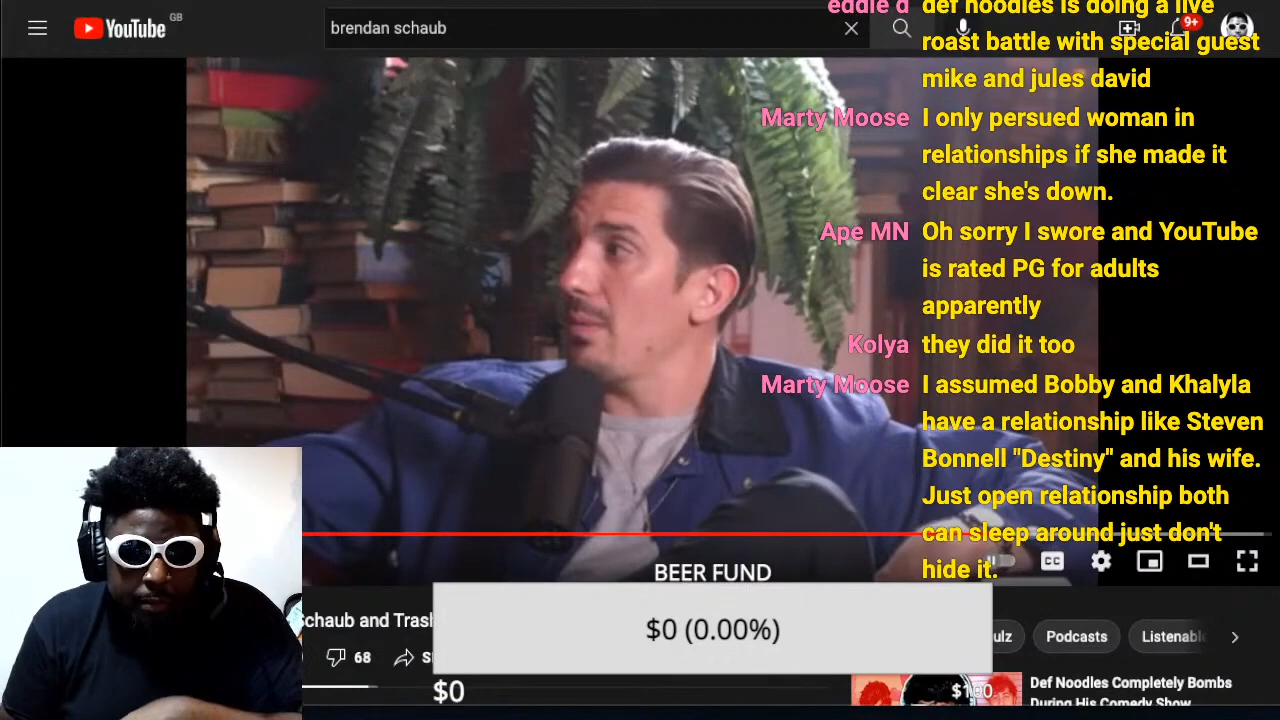 YouTube GB
brendan schaub
9+
eddie d def noodles is doing a live
roast battle with special guest
mike and jules david
Marty Moose I only persued woman in
relationships if she made it
clear she's down.
Ape MN Oh sorry I swore and YouTube
is rated PG for adults
apparently
Kolya they did it too
Marty Moose I assumed Bobby and Khalyla
have a relationship like Steven
Bonnell "Destiny" and his wife.
Just open relationship both
can sleep around just don't
hide it.
CC
BEER FUND
$0 (0.00%)
$0
Schaub and Trash
68
ulz
Podcasts
Listenable
Def Noodles Completely Bombs
During His Comedy Show